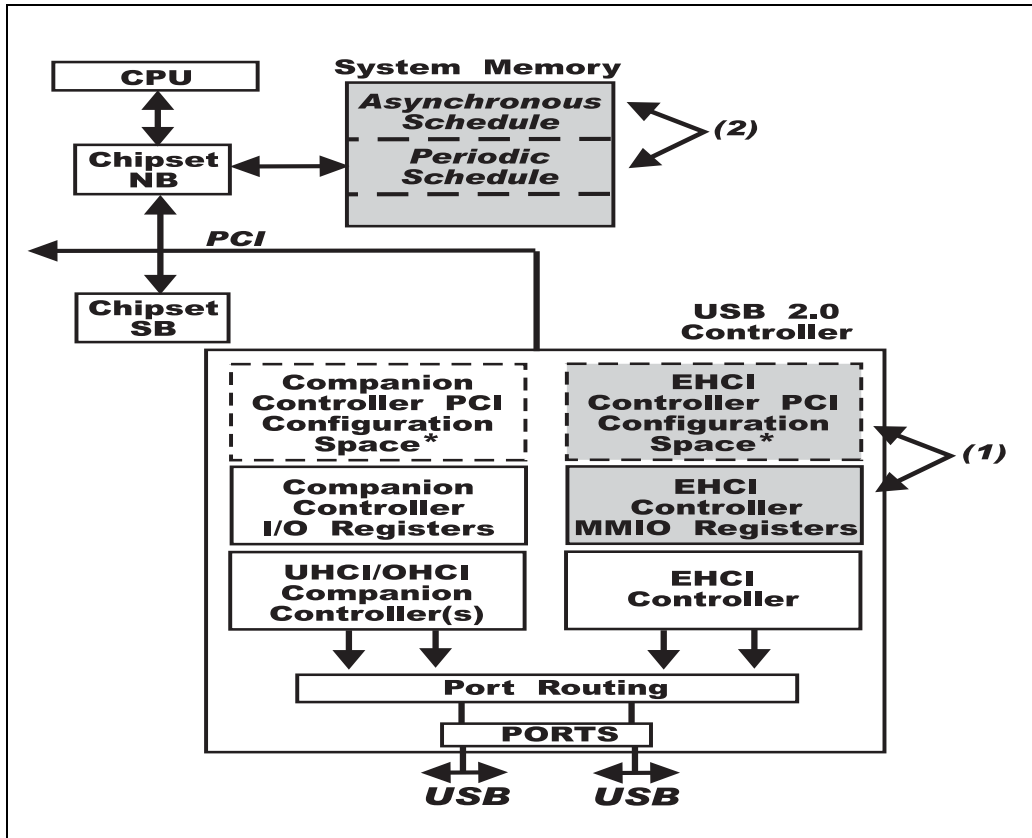 CPU
System Memory
Asynchronous
Schedule
(2)
Periodic
Schedule
Chipset
NB
PCI
Chipset
SB
USB 2.0
Controller
Companion
Controller PCI
Configuration
Space*
EHCI
Controller PCI
Configuration
Space*
(1)
Companion
Controller
I/O Registers
EHCI
Controller
MMIO Registers
UHCI/OHCI
Companion
Controller(s)
EHCI
Controller
Port Routing
PORTS
USB
USB